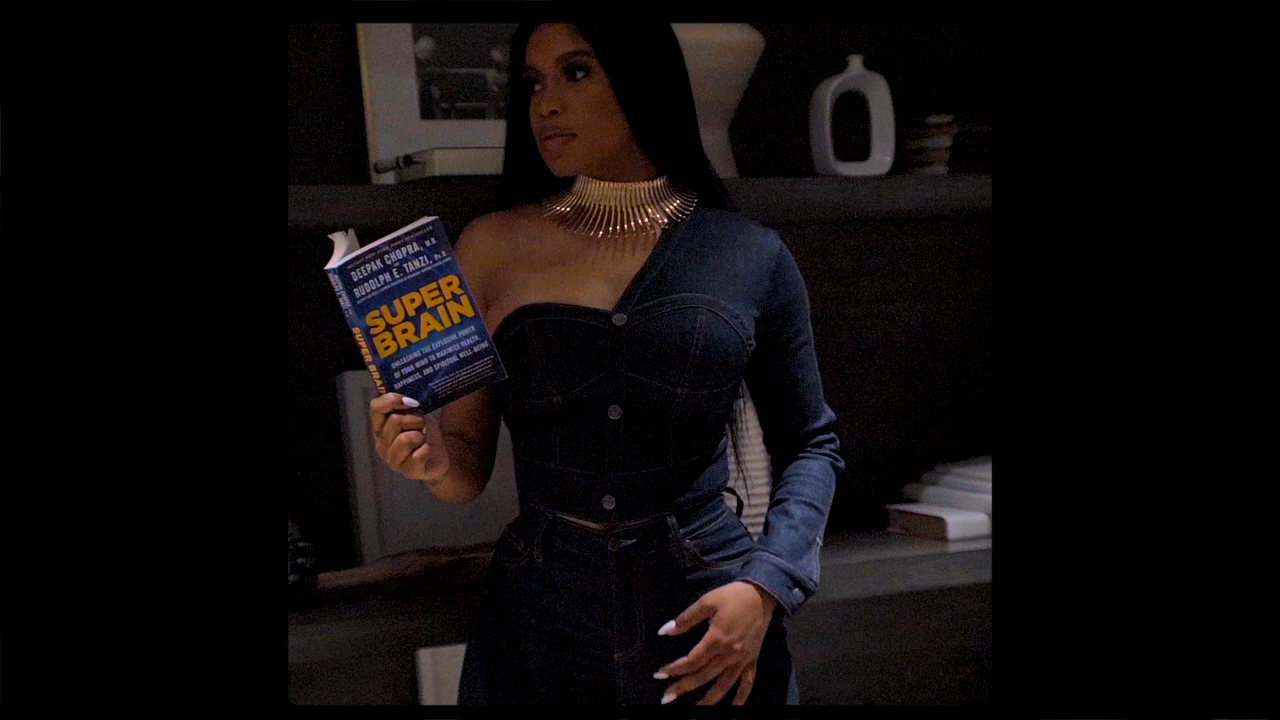 DEEPAK CHOPRA, M.D.
RUDOLPH E. TANZI, Ph.D.
SUPER
BRAIN
UNLEASHING THE EXPLOSIVE POWER
OF YOUR MIND TO MAXIMIZE HEALTH,
HAPPINESS, AND SPIRITUAL WELL-BEING
SUPER BRAIN